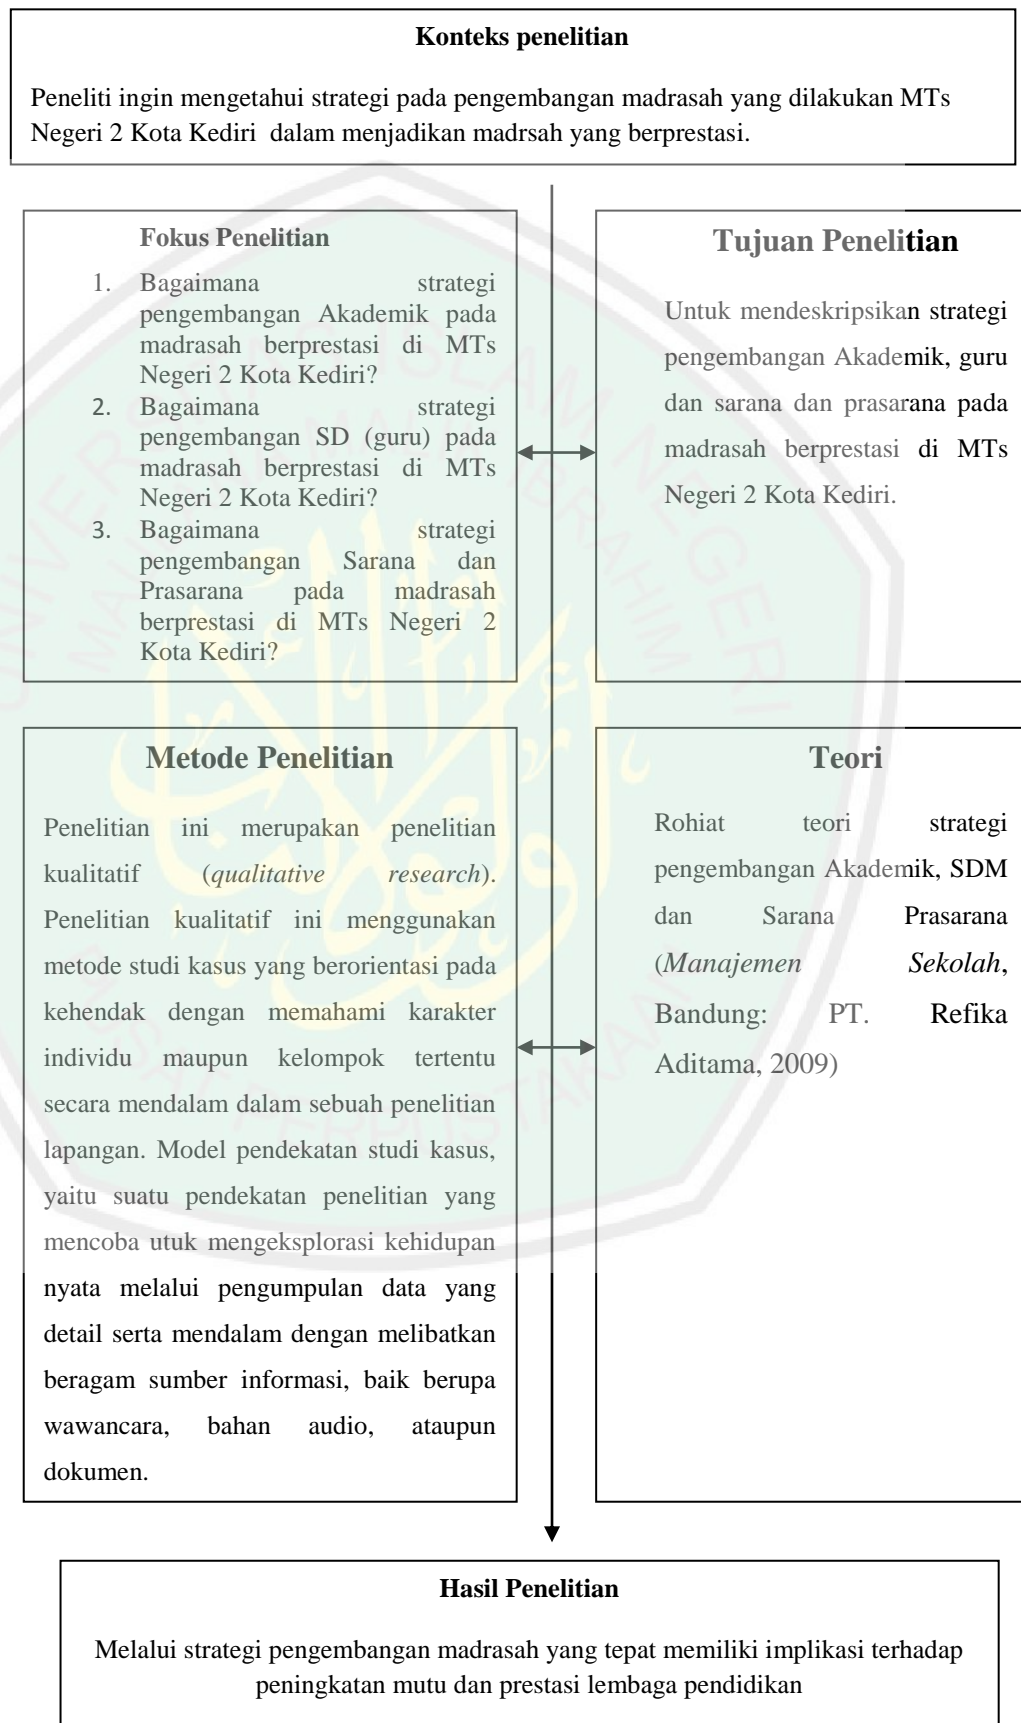 Konteks penelitian
Peneliti ingin mengetahui strategi pada pengembangan madrasah yang dilakukan MTs
Negeri 2 Kota Kediri dalam menjadikan madrsah yang berprestasi.
Fokus Penelitian
1. Bagaimana strategi
pengembangan Akademik pada
madrasah berprestasi di MTs
Negeri 2 Kota Kediri?
2. Bagaimana strategi
pengembangan SD (guru) pada
madrasah berprestasi di MTs
Negeri 2 Kota Kediri?
3. Bagaimana strategi
pengembangan Sarana dan
Prasarana pada madrasah
berprestasi di MTs Negeri 2
Kota Kediri?
Tujuan Penelitian
Untuk mendeskripsikan strategi
pengembangan Akademik, guru
dan sarana dan prasarana pada
madrasah berprestasi di MTs
Negeri 2 Kota Kediri.
Metode Penelitian
Penelitian ini merupakan penelitian
kualitatif (qualitative research).
Penelitian kualitatif ini menggunakan
metode studi kasus yang berorientasi pada
kehendak dengan memahami karakter
individu maupun kelompok tertentu
secara mendalam dalam sebuah penelitian
lapangan. Model pendekatan studi kasus,
yaitu suatu pendekatan penelitian yang
mencoba utuk mengeksplorasi kehidupan
nyata melalui pengumpulan data yang
detail serta mendalam dengan melibatkan
beragam sumber informasi, baik berupa
wawancara, bahan audio, ataupun
dokumen.
Teori
Rohiat teori strategi
pengembangan Akademik, SDM
dan Sarana Prasarana
(Manajemen Sekolah,
Bandung: PT. Refika
Aditama, 2009)
Hasil Penelitian
Melalui strategi pengembangan madrasah yang tepat memiliki implikasi terhadap
peningkatan mutu dan prestasi lembaga pendidikan
UNIVERSITAS ISLAM NEGERI
MAULANA MALIK IBRAHIM
PUSAT PERPUSTAKAAN